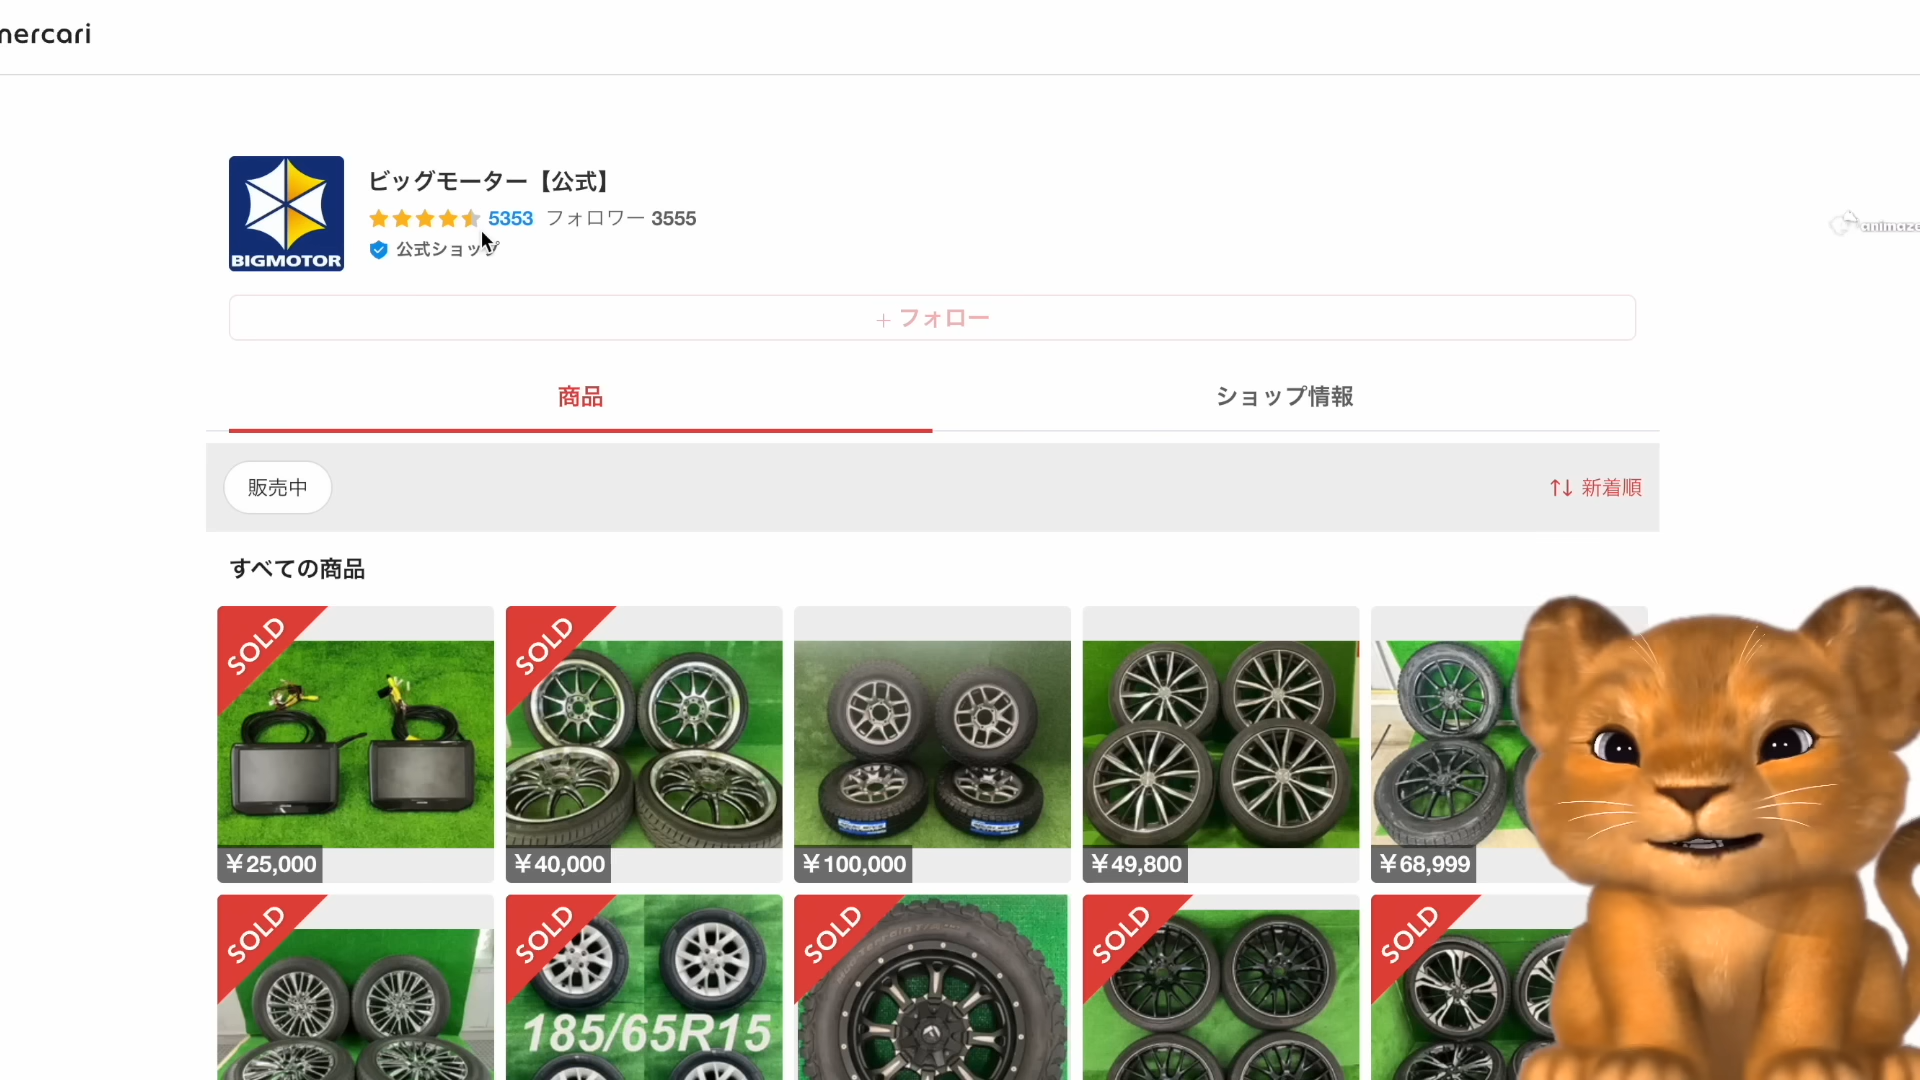 mercari
ビッグモーター【公式】
5353 フォロワー 3555
公式ショップ
BIGMOTOR
animaze
+ フォロー
商品
ショップ情報
販売中
↑↓ 新着順
すべての商品
SOLD
SOLD
¥25,000
¥40,000
¥100,000
¥49,800
¥68,999
SOLD
SOLD
SOLD
SOLD
SOLD
185/65R15